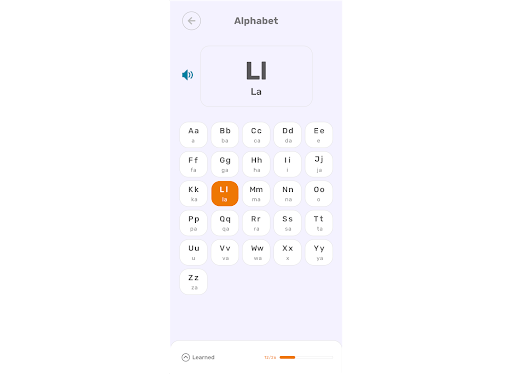 Alphabet
Ll
La
Aa Bb Cc Dd Ee
a ba ca da e
Ff Gg Hh Ii Jj
fa ga ha i ja
Kk Ll Mm Nn Oo
ka la ma na o
Pp Qq Rr Ss Tt
pa qa ra sa ta
Uu Vv Ww Xx Yy
u va wa x ya
Zz
za
Learned